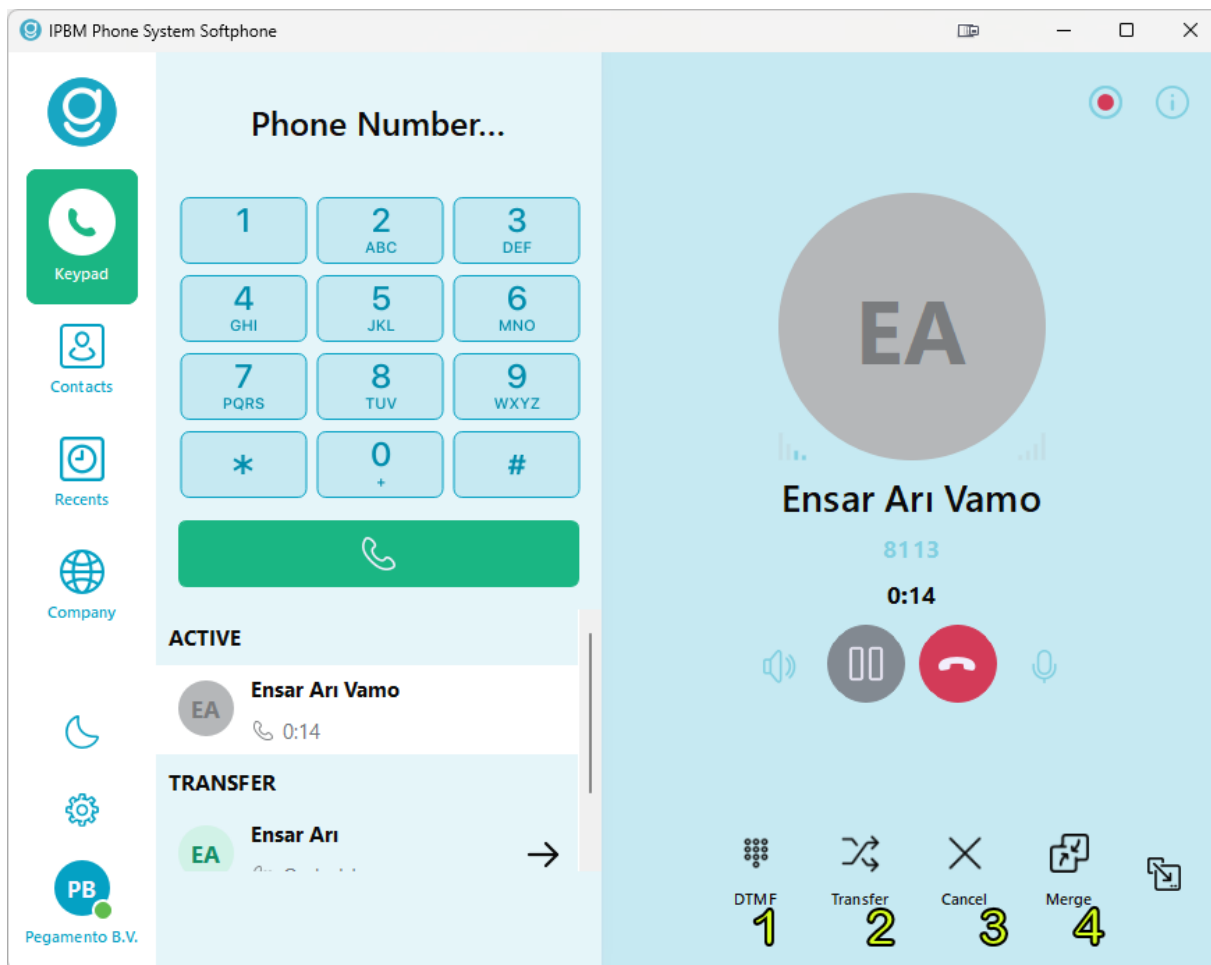 IPBM Phone System Softphone
Keypad
Contacts
Recents
Company
PB
Pegamento B.V.
Phone Number...
1
2
ABC
3
DEF
4
GHI
5
JKL
6
MNO
7
PQRS
8
TUV
9
WXYZ
*
0
+
#
ACTIVE
EA
Ensar Arı Vamo
0:14
TRANSFER
EA
Ensar Arı
EA
Ensar Arı Vamo
8113
0:14
DTMF
Transfer
Cancel
Merge
1
2
3
4